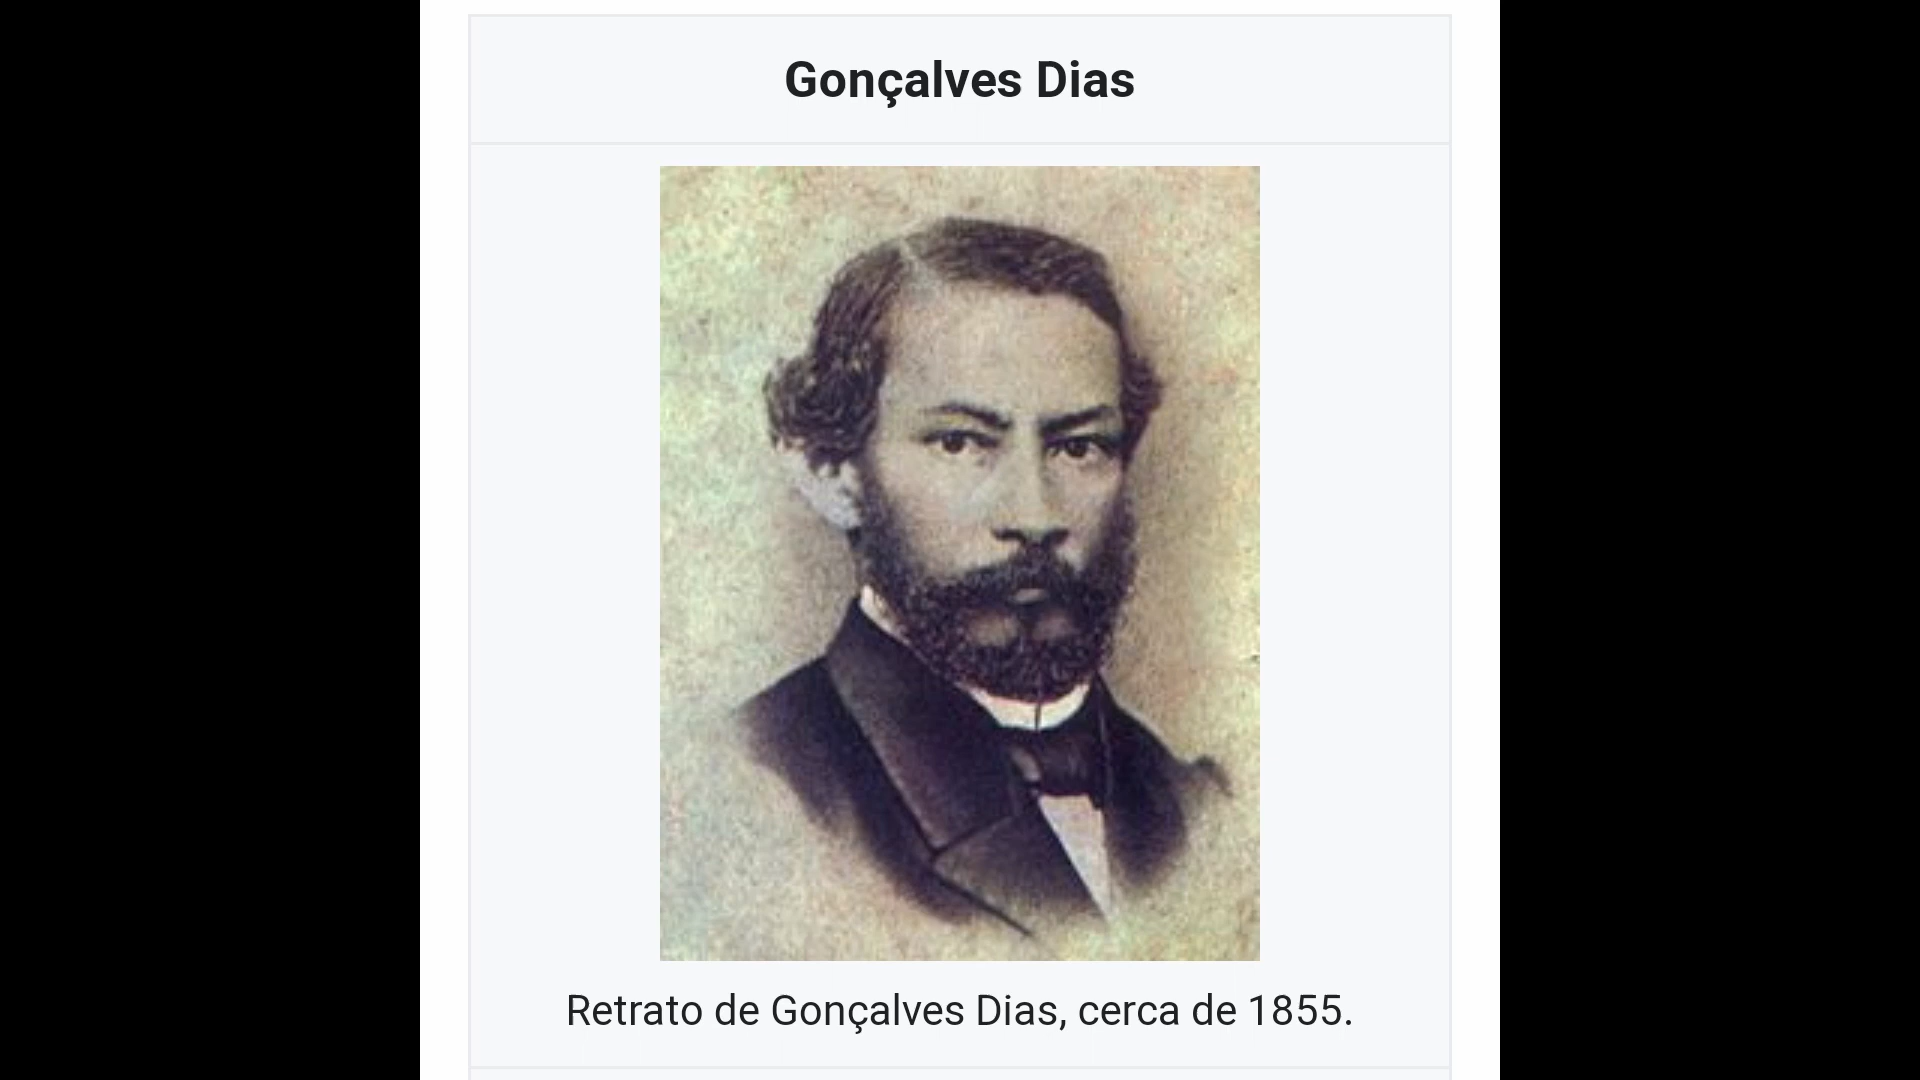 Gonçalves Dias
Retrato de Gonçalves Dias, cerca de 1855.